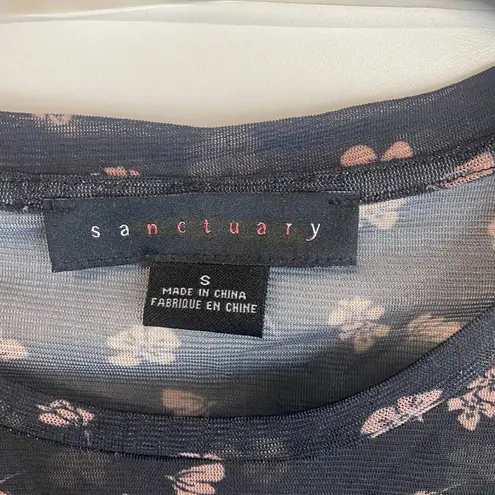 sanctuary
S
MADE IN CHINA
FABRIQUE EN CHINE